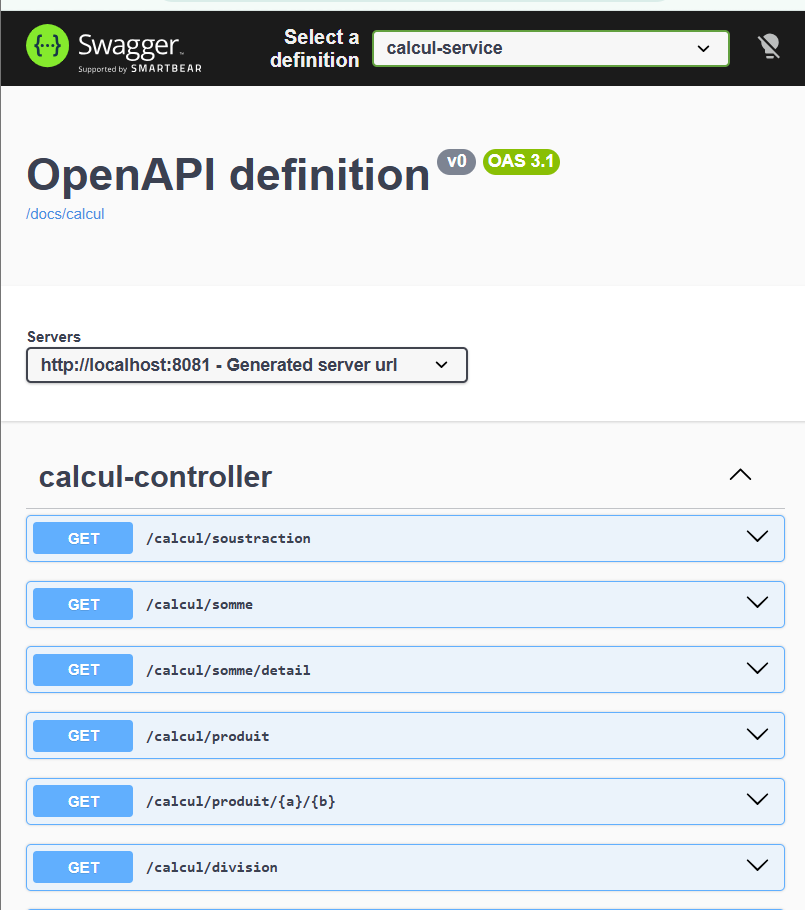 Swagger
Supported by SMARTBEAR
Select a
definition
calcul-service
OpenAPI definition v0 OAS 3.1
/docs/calcul
Servers
http://localhost:8081 - Generated server url
calcul-controller
GET /calcul/soustraction
GET /calcul/somme
GET /calcul/somme/detail
GET /calcul/produit
GET /calcul/produit/{a}/{b}
GET /calcul/division